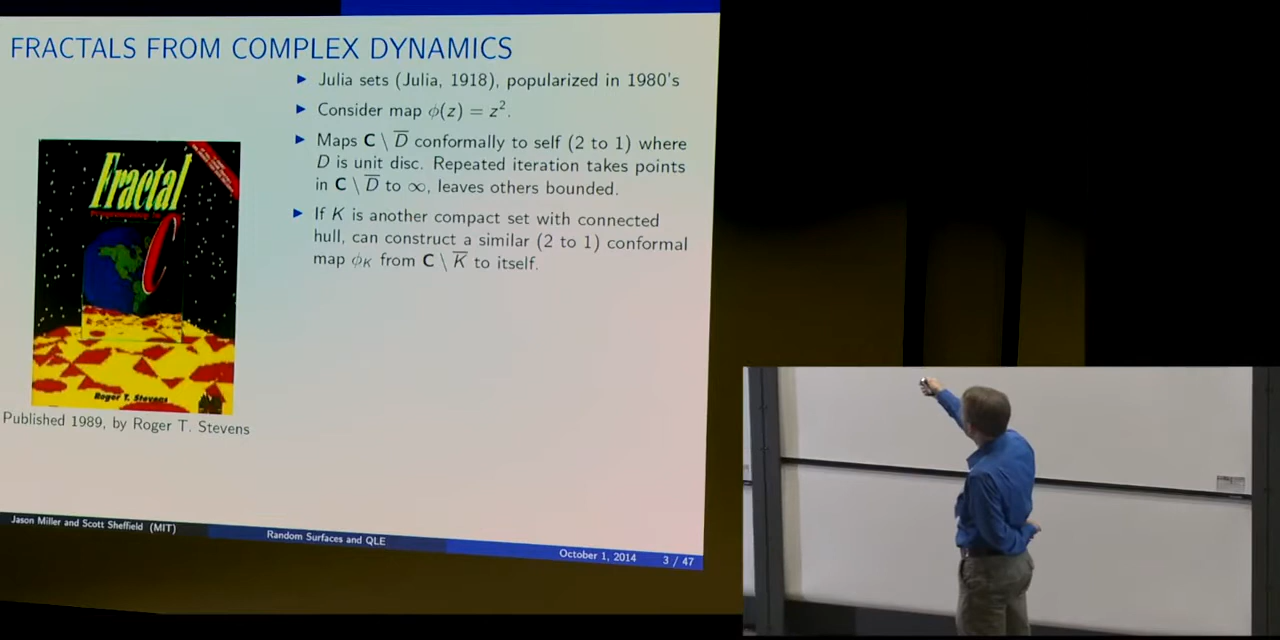 FRACTALS FROM COMPLEX DYNAMICS
► Julia sets (Julia, 1918), popularized in 1980's
► Consider map ϕ(z) = z².
► Maps C \ D̅ conformally to self (2 to 1) where
D is unit disc. Repeated iteration takes points
in C \ D̅ to ∞, leaves others bounded.
► If K is another compact set with connected
hull, can construct a similar (2 to 1) conformal
map ϕ_K from C \ K̅ to itself.
Fractal
Programming in
C
Roger T. Stevens
Published 1989, by Roger T. Stevens
Jason Miller and Scott Sheffield (MIT)
Random Surfaces and QLE
October 1, 2014
3 / 47